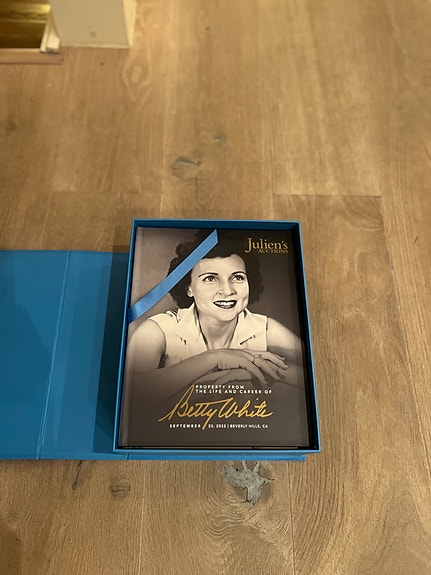 Julien's
AUCTIONS
PROPERTY FROM
THE LIFE AND CAREER OF
Betty White
SEPTEMBER 23, 2022 | BEVERLY HILLS, CA